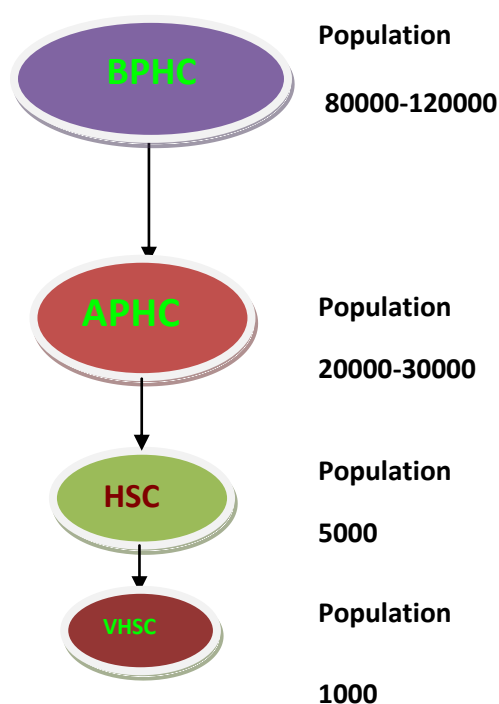 BPHC
Population
80000-120000
APHC
Population
20000-30000
HSC
Population
5000
VHSC
Population
1000